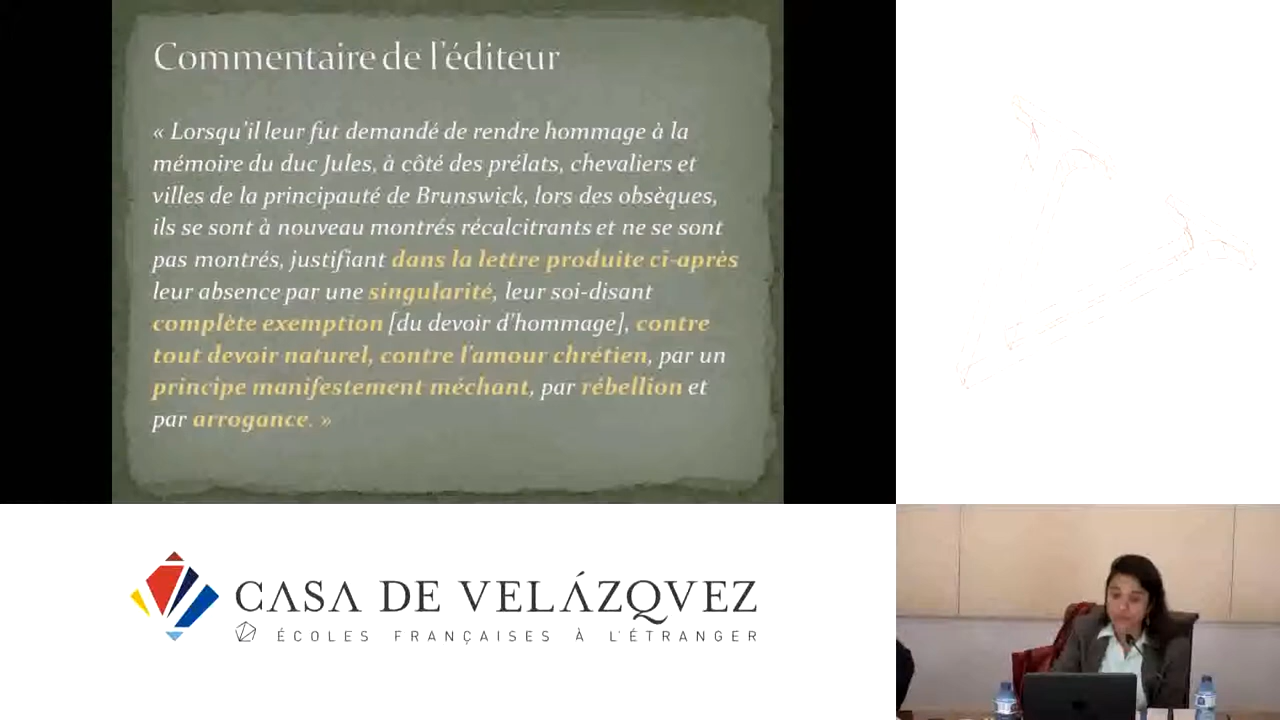 Commentaire de l'éditeur
« Lorsqu'il leur fut demandé de rendre hommage à la
mémoire du duc Jules, à côté des prélats, chevaliers et
villes de la principauté de Brunswick, lors des obsèques,
ils se sont à nouveau montrés récalcitrants et ne se sont
pas montrés, justifiant dans la lettre produite ci-après
leur absence par une singularité, leur soi-disant
complète exemption [du devoir d'hommage], contre
tout devoir naturel, contre l'amour chrétien, par un
principe manifestement méchant, par rébellion et
par arrogance. »
CASA DE VELÁZQVEZ
ÉCOLES FRANÇAISES À L'ÉTRANGER